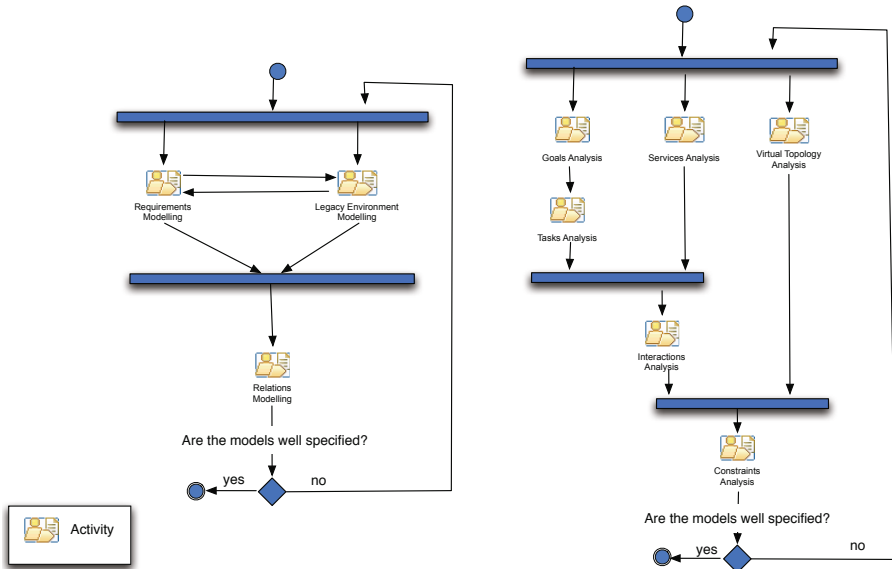 Requirements
Modelling
Legacy Environment
Modelling
Relations
Modelling
Are the models well specified?
yes
no
Activity
Goals Analysis
Services Analysis
Virtual Topology
Analysis
Tasks Analysis
Interactions
Analysis
Constraints
Analysis
Are the models well specified?
yes
no